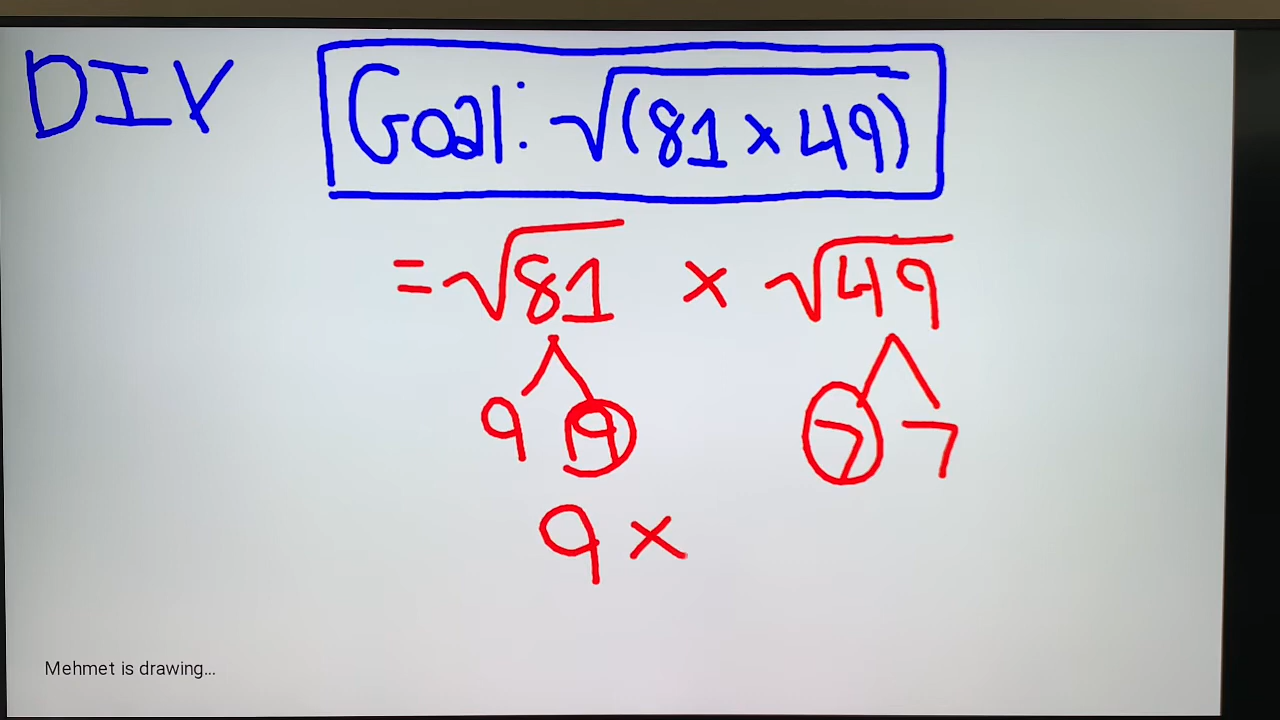 DIY
Goal: √(81 x 49)
= √81 x √49
9 9 7 7
9 x
Mehmet is drawing...